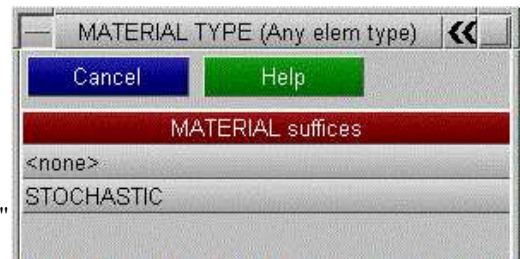 MATERIAL TYPE (Any elem type)
Cancel Help
MATERIAL suffices
<none>
STOCHASTIC
"